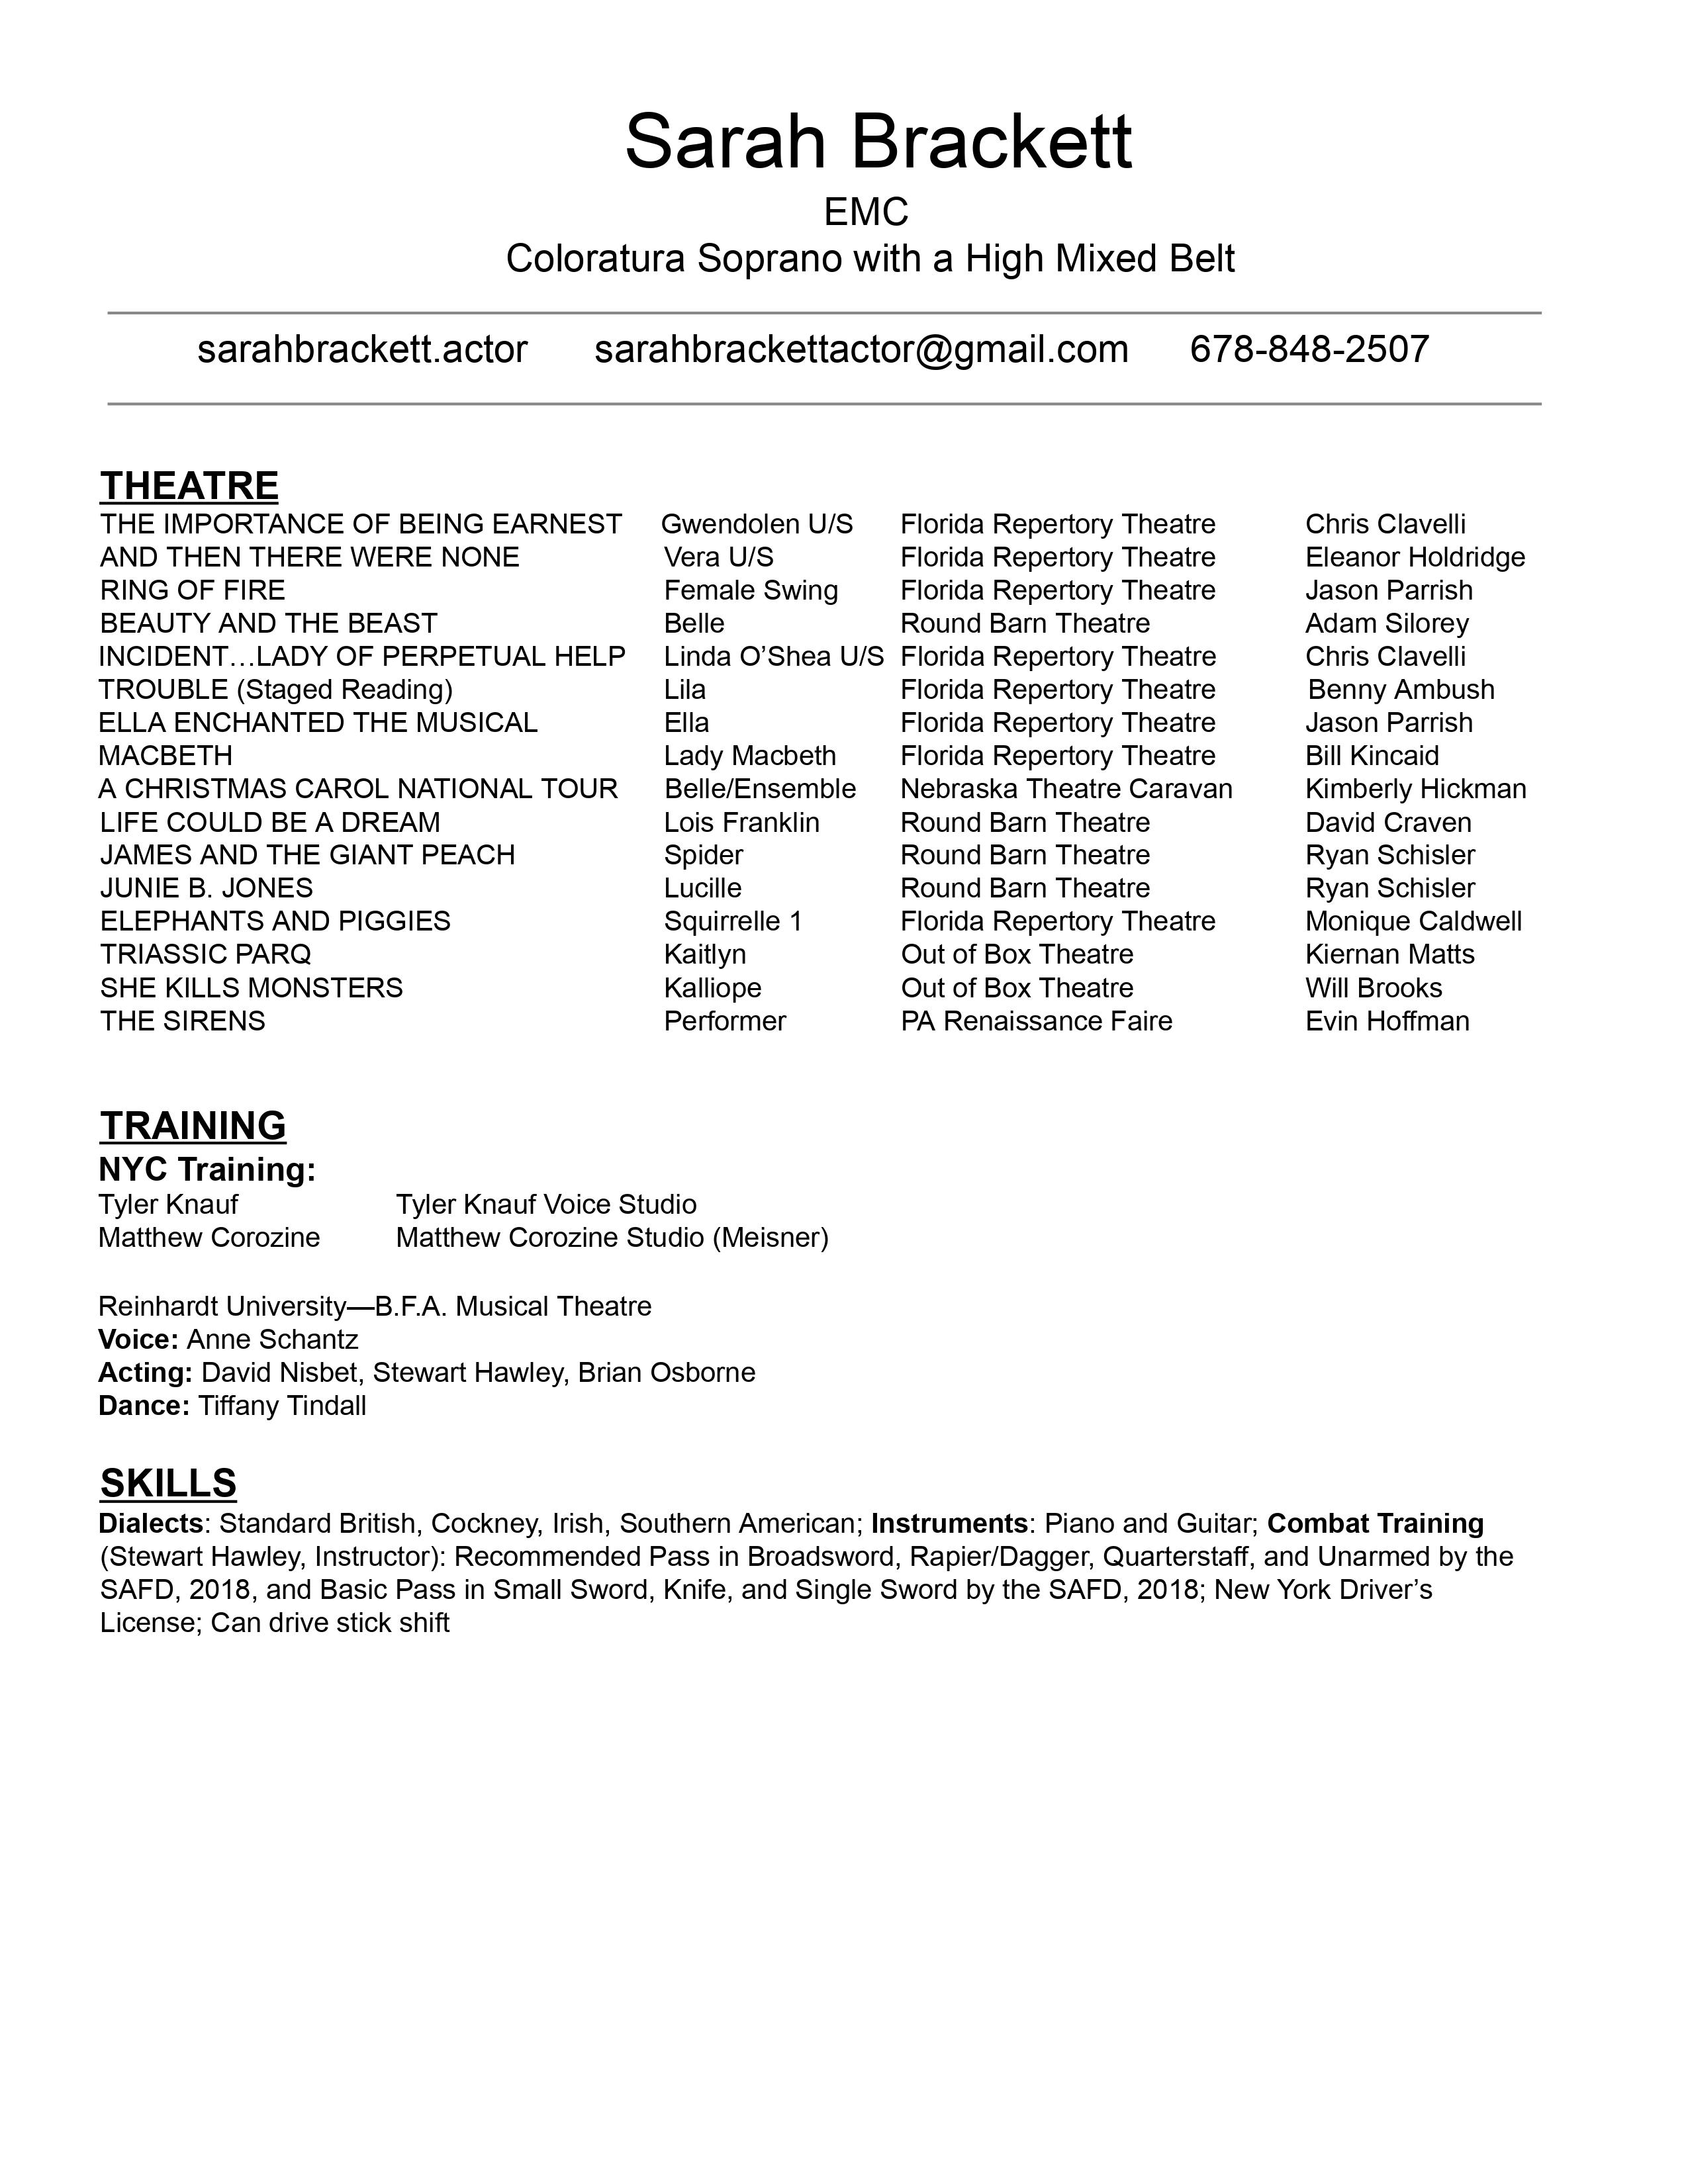 Sarah Brackett
EMC
Coloratura Soprano with a High Mixed Belt
sarahbrackett.actor sarahbrackettactor@gmail.com 678-848-2507
THEATRE
THE IMPORTANCE OF BEING EARNEST Gwendolen U/S Florida Repertory Theatre Chris Clavelli
AND THEN THERE WERE NONE Vera U/S Florida Repertory Theatre Eleanor Holdridge
RING OF FIRE Female Swing Florida Repertory Theatre Jason Parrish
BEAUTY AND THE BEAST Belle Round Barn Theatre Adam Silorey
INCIDENT…LADY OF PERPETUAL HELP Linda O’Shea U/S Florida Repertory Theatre Chris Clavelli
TROUBLE (Staged Reading) Lila Florida Repertory Theatre Benny Ambush
ELLA ENCHANTED THE MUSICAL Ella Florida Repertory Theatre Jason Parrish
MACBETH Lady Macbeth Florida Repertory Theatre Bill Kincaid
A CHRISTMAS CAROL NATIONAL TOUR Belle/Ensemble Nebraska Theatre Caravan Kimberly Hickman
LIFE COULD BE A DREAM Lois Franklin Round Barn Theatre David Craven
JAMES AND THE GIANT PEACH Spider Round Barn Theatre Ryan Schisler
JUNIE B. JONES Lucille Round Barn Theatre Ryan Schisler
ELEPHANTS AND PIGGIES Squirrelle 1 Florida Repertory Theatre Monique Caldwell
TRIASSIC PARQ Kaitlyn Out of Box Theatre Kiernan Matts
SHE KILLS MONSTERS Kalliope Out of Box Theatre Will Brooks
THE SIRENS Performer PA Renaissance Faire Evin Hoffman
TRAINING
NYC Training:
Tyler Knauf Tyler Knauf Voice Studio
Matthew Corozine Matthew Corozine Studio (Meisner)
Reinhardt University—B.F.A. Musical Theatre
Voice: Anne Schantz
Acting: David Nisbet, Stewart Hawley, Brian Osborne
Dance: Tiffany Tindall
SKILLS
Dialects: Standard British, Cockney, Irish, Southern American; Instruments: Piano and Guitar; Combat Training
(Stewart Hawley, Instructor): Recommended Pass in Broadsword, Rapier/Dagger, Quarterstaff, and Unarmed by the
SAFD, 2018, and Basic Pass in Small Sword, Knife, and Single Sword by the SAFD, 2018; New York Driver’s
License; Can drive stick shift